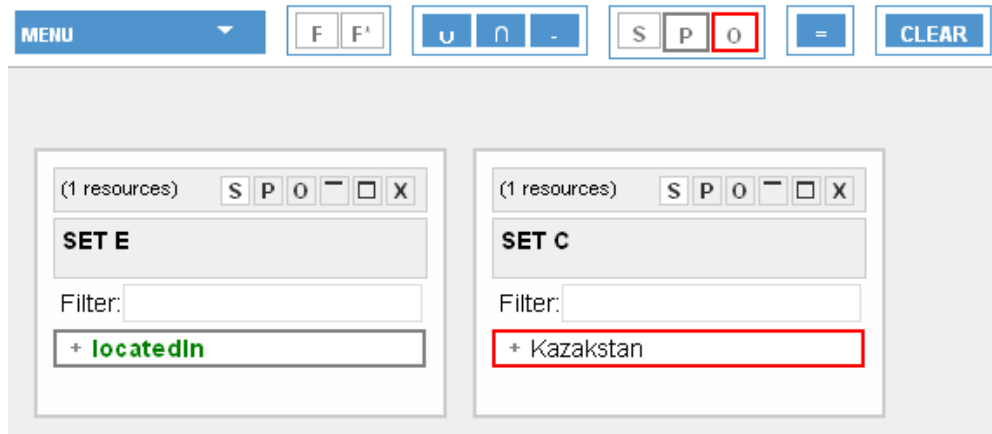 MENU F F* ∪ ∩ - S P O = CLEAR
(1 resources) S P O X
SET E
Filter:
+ locatedIn
(1 resources) S P O X
SET C
Filter:
+ Kazakstan